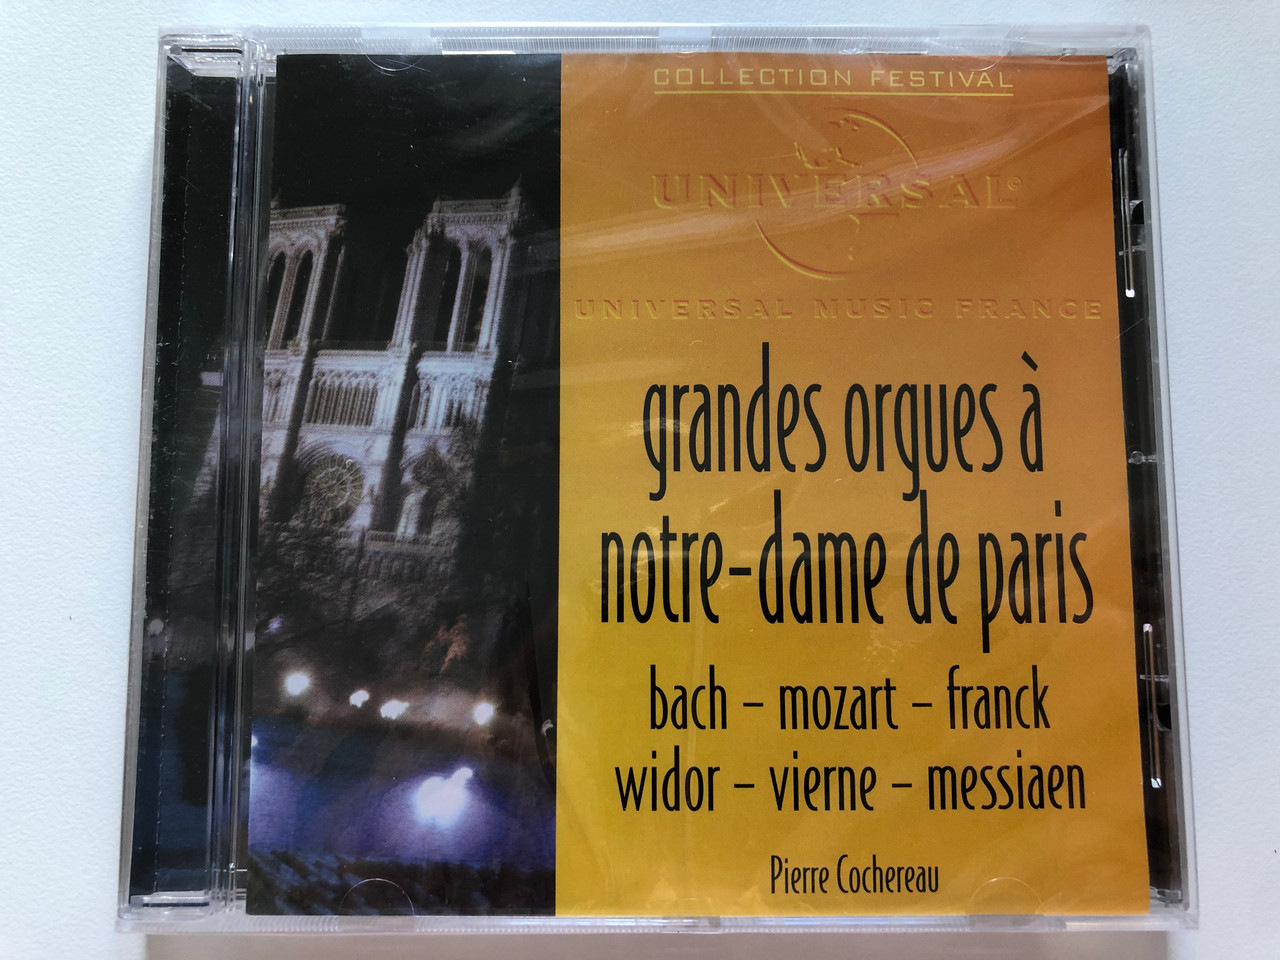 COLLECTION FESTIVAL
UNIVERSAL
UNIVERSAL MUSIC FRANCE
grandes orgues à
notre-dame de paris
bach – mozart – franck
widor – vierne – messiaen
Pierre Cochereau